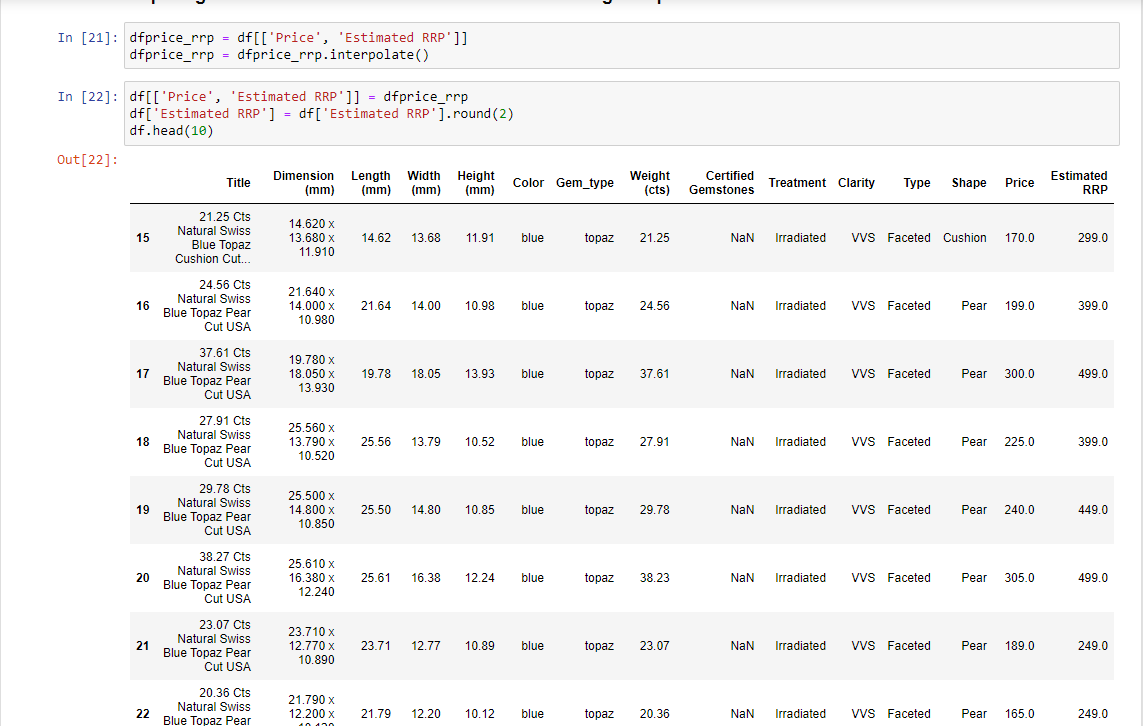 In [21]: dfprice_rrp = df[['Price', 'Estimated RRP']]
dfprice_rrp = dfprice_rrp.interpolate()
In [22]: df[['Price', 'Estimated RRP']] = dfprice_rrp
df['Estimated RRP'] = df['Estimated RRP'].round(2)
df.head(10)
Out[22]:
Dimension Length Width Height Weight Certified Estimated
Title (mm) (mm) (mm) (mm) Color Gem_type (cts) Gemstones Treatment Clarity Type Shape Price RRP
21.25 Cts
Natural Swiss
Blue Topaz
Cushion Cut...
14.620 x
13.680 x
11.910
15 14.62 13.68 11.91 blue topaz 21.25 NaN Irradiated VVS Faceted Cushion 170.0 299.0
24.56 Cts
Natural Swiss
Blue Topaz Pear
Cut USA
21.640 x
14.000 x
10.980
16 21.64 14.00 10.98 blue topaz 24.56 NaN Irradiated VVS Faceted Pear 199.0 399.0
37.61 Cts
Natural Swiss
Blue Topaz Pear
Cut USA
19.780 x
18.050 x
13.930
17 19.78 18.05 13.93 blue topaz 37.61 NaN Irradiated VVS Faceted Pear 300.0 499.0
27.91 Cts
Natural Swiss
Blue Topaz Pear
Cut USA
25.560 x
13.790 x
10.520
18 25.56 13.79 10.52 blue topaz 27.91 NaN Irradiated VVS Faceted Pear 225.0 399.0
29.78 Cts
Natural Swiss
Blue Topaz Pear
Cut USA
25.500 x
14.800 x
10.850
19 25.50 14.80 10.85 blue topaz 29.78 NaN Irradiated VVS Faceted Pear 240.0 449.0
38.27 Cts
Natural Swiss
Blue Topaz Pear
Cut USA
25.610 x
16.380 x
12.240
20 25.61 16.38 12.24 blue topaz 38.23 NaN Irradiated VVS Faceted Pear 305.0 499.0
23.07 Cts
Natural Swiss
Blue Topaz Pear
Cut USA
23.710 x
12.770 x
10.890
21 23.71 12.77 10.89 blue topaz 23.07 NaN Irradiated VVS Faceted Pear 189.0 249.0
20.36 Cts
Natural Swiss
Blue Topaz Pear
21.790 x
12.200 x
22 21.79 12.20 10.12 blue topaz 20.36 NaN Irradiated VVS Faceted Pear 165.0 249.0